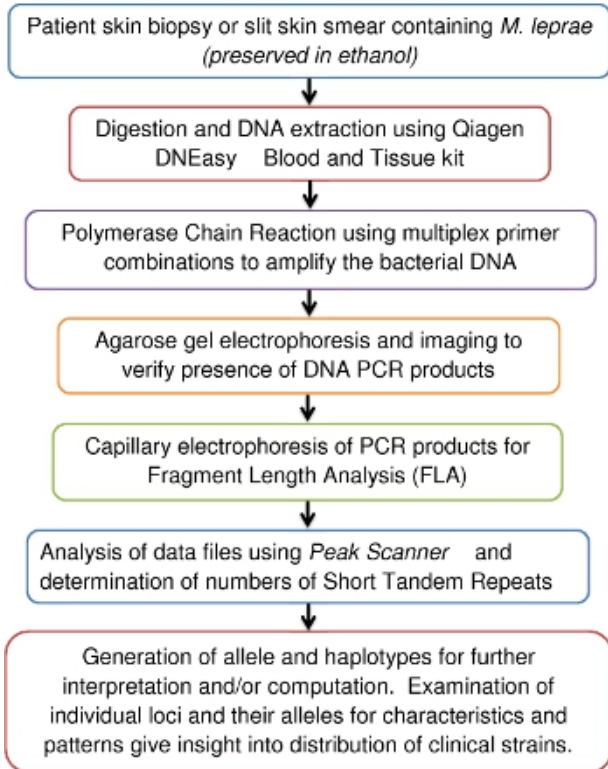 Patient skin biopsy or slit skin smear containing M. leprae
(preserved in ethanol)
Digestion and DNA extraction using Qiagen
DNEasy Blood and Tissue kit
Polymerase Chain Reaction using multiplex primer
combinations to amplify the bacterial DNA
Agarose gel electrophoresis and imaging to
verify presence of DNA PCR products
Capillary electrophoresis of PCR products for
Fragment Length Analysis (FLA)
Analysis of data files using Peak Scanner and
determination of numbers of Short Tandem Repeats
Generation of allele and haplotypes for further
interpretation and/or computation. Examination of
individual loci and their alleles for characteristics and
patterns give insight into distribution of clinical strains.